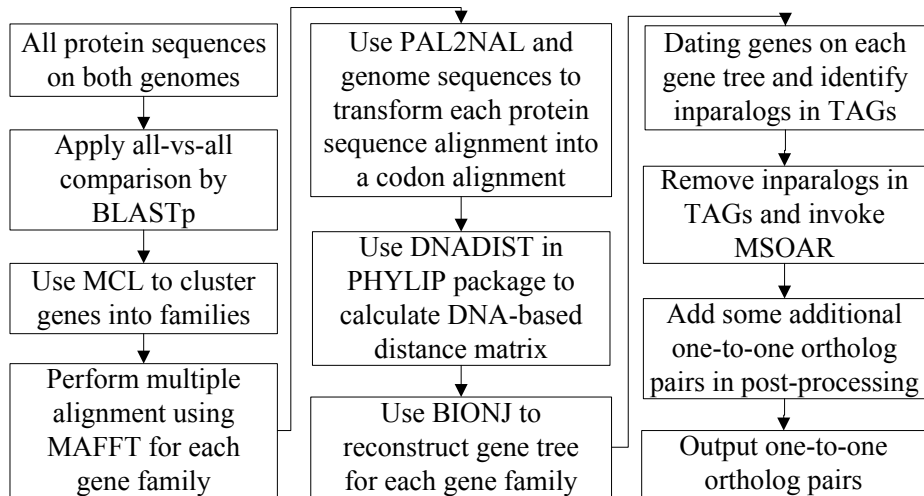 All protein sequences
on both genomes
Apply all-vs-all
comparison by
BLASTp
Use MCL to cluster
genes into families
Perform multiple
alignment using
MAFFT for each
gene family
Use PAL2NAL and
genome sequences to
transform each protein
sequence alignment into
a codon alignment
Use DNADIST in
PHYLIP package to
calculate DNA-based
distance matrix
Use BIONJ to
reconstruct gene tree
for each gene family
Dating genes on each
gene tree and identify
inparalogs in TAGs
Remove inparalogs in
TAGs and invoke
MSOAR
Add some additional
one-to-one ortholog
pairs in post-processing
Output one-to-one
ortholog pairs